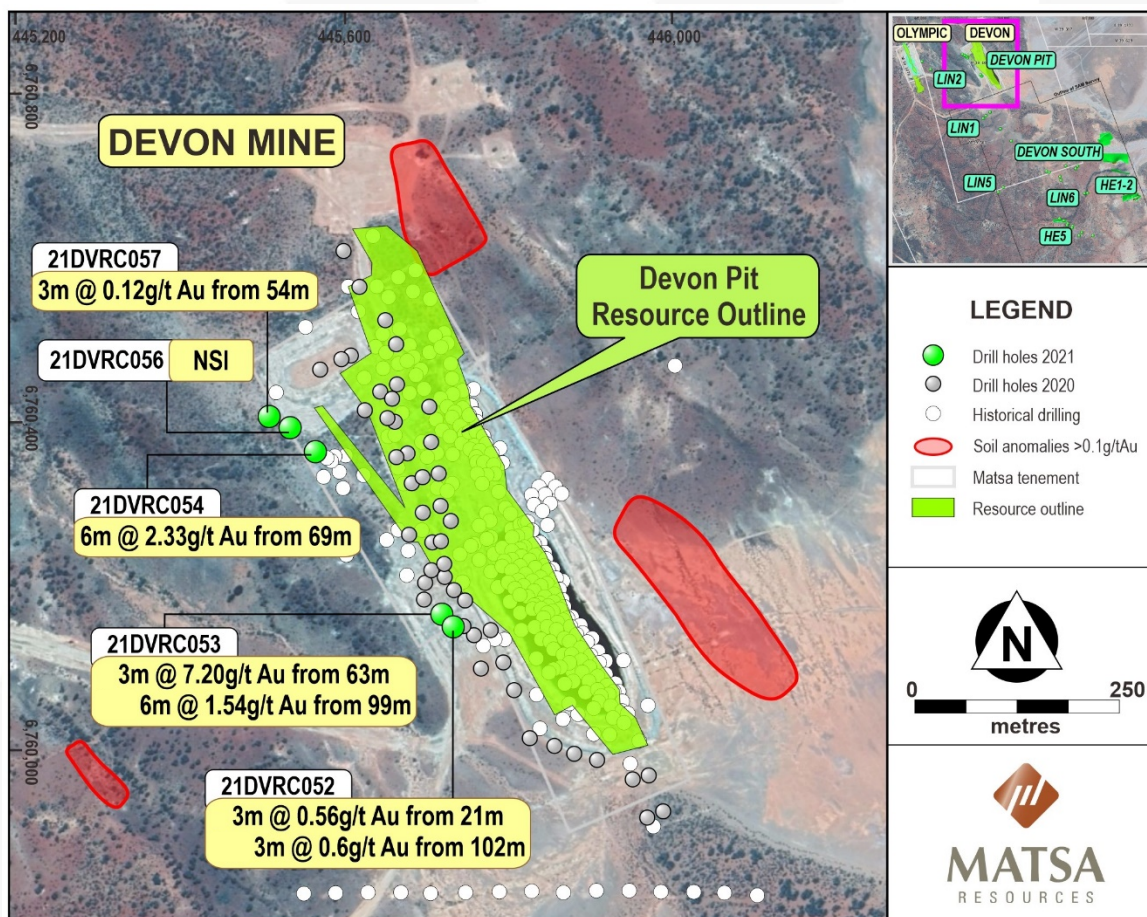 445,200
445,600
446,000
6,760,800
6,760,400
6,760,000
DEVON MINE
21DVRC057
3m @ 0.12g/t Au from 54m
21DVRC056
NSI
21DVRC054
6m @ 2.33g/t Au from 69m
21DVRC053
3m @ 7.20g/t Au from 63m
6m @ 1.54g/t Au from 99m
21DVRC052
3m @ 0.56g/t Au from 21m
3m @ 0.6g/t Au from 102m
Devon Pit
Resource Outline
OLYMPIC
DEVON
DEVON PIT
LIN2
LIN1
DEVON SOUTH
LIN5
LIN6
HE1-2
HE5
LEGEND
Drill holes 2021
Drill holes 2020
Historical drilling
Soil anomalies >0.1g/tAu
Matsa tenement
Resource outline
N
0 250
metres
MATSA
RESOURCES